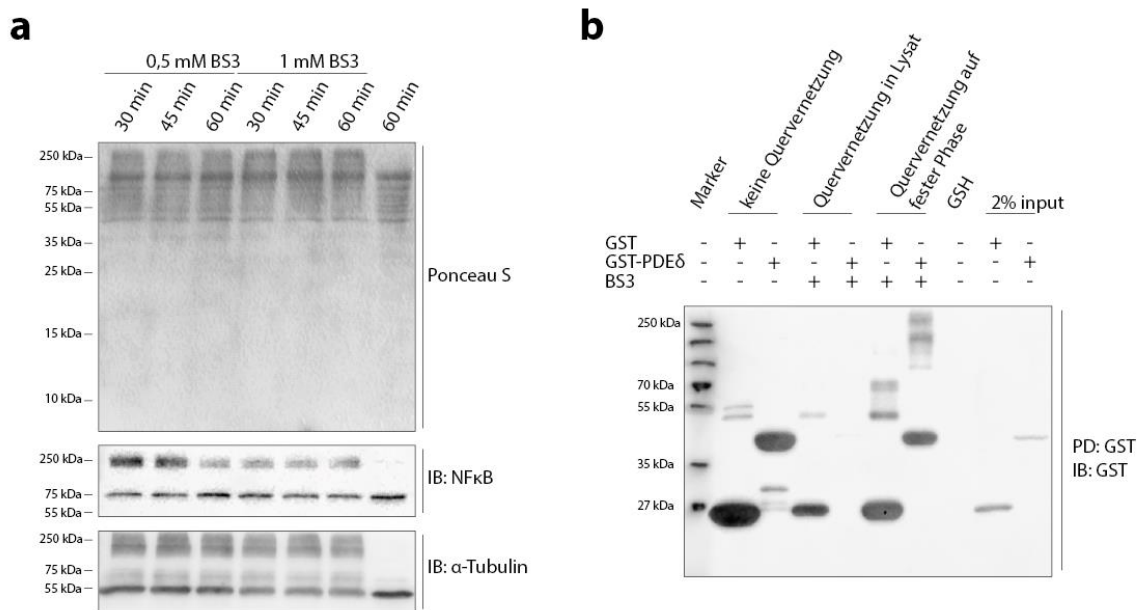 a
0,5 mM BS3
1 mM BS3
30 min
45 min
60 min
30 min
45 min
60 min
60 min
250 kDa
75 kDa
55 kDa
35 kDa
25 kDa
15 kDa
10 kDa
Ponceau S
250 kDa
75 kDa
55 kDa
IB: NFκB
250 kDa
75 kDa
55 kDa
IB: α-Tubulin
b
Marker
keine Quervernetzung
Quervernetzung in Lysat
Quervernetzung auf
fester Phase
GSH
2% input
GST - + - + - + - - + -
GST-PDEδ - - + - + - + - - +
BS3 - - - + + + + - - -
250 kDa
70 kDa
55 kDa
35 kDa
27 kDa
PD: GST
IB: GST